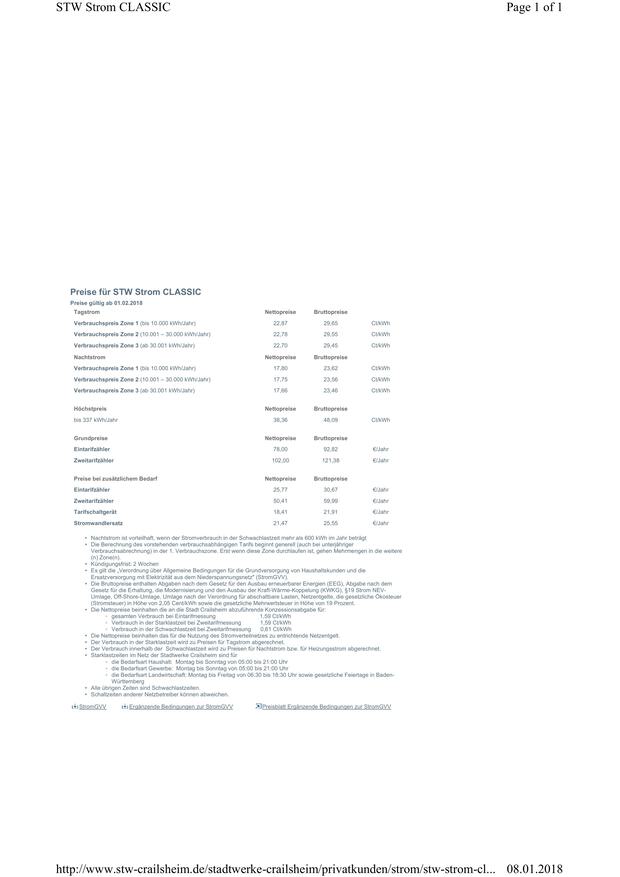 STW Strom CLASSIC Page 1 of 1
Preise für STW Strom CLASSIC
Preise gültig ab 01.02.2018
Tagstrom Nettopreise Bruttopreise
Verbrauchspreis Zone 1 (bis 10.000 kWh/Jahr) 22,87 29,65 Ct/kWh
Verbrauchspreis Zone 2 (10.001 – 30.000 kWh/Jahr) 22,78 29,55 Ct/kWh
Verbrauchspreis Zone 3 (ab 30.001 kWh/Jahr) 22,70 29,45 Ct/kWh
Nachtstrom Nettopreise Bruttopreise
Verbrauchspreis Zone 1 (bis 10.000 kWh/Jahr) 17,80 23,62 Ct/kWh
Verbrauchspreis Zone 2 (10.001 – 30.000 kWh/Jahr) 17,75 23,56 Ct/kWh
Verbrauchspreis Zone 3 (ab 30.001 kWh/Jahr) 17,66 23,46 Ct/kWh
Höchstpreis Nettopreise Bruttopreise
bis 337 kWh/Jahr 38,36 48,09 Ct/kWh
Grundpreise Nettopreise Bruttopreise
Eintarifzähler 78,00 92,82 €/Jahr
Zweitarifzähler 102,00 121,38 €/Jahr
Preise bei zusätzlichem Bedarf Nettopreise Bruttopreise
Eintarifzähler 25,77 30,67 €/Jahr
Zweitarifzähler 50,41 59,99 €/Jahr
Tarifschaltgerät 18,41 21,91 €/Jahr
Stromwandlersatz 21,47 25,55 €/Jahr
• Nachtstrom ist vorteilhaft, wenn der Stromverbrauch in der Schwachlastzeit mehr als 600 kWh im Jahr beträgt
• Die Berechnung des vorstehenden verbrauchsabhängigen Tarifs beginnt generell (auch bei unterjähriger
Verbrauchsabrechnung) in der 1. Verbrauchszone. Erst wenn diese Zone durchlaufen ist, gehen Mehrmengen in die weitere
(n) Zone(n).
• Kündigungsfrist: 2 Wochen
• Es gilt die „Verordnung über Allgemeine Bedingungen für die Grundversorgung von Haushaltskunden und die
Ersatzversorgung mit Elektrizität aus dem Niederspannungsnetz" (StromGVV).
• Die Bruttopreise enthalten Abgaben nach dem Gesetz für den Ausbau erneuerbarer Energien (EEG), Abgabe nach dem
Gesetz für die Erhaltung, die Modernisierung und den Ausbau der Kraft-Wärme-Koppelung (KWKG), §19 Strom NEV-
Umlage, Off-Shore-Umlage, Umlage nach der Verordnung für abschaltbare Lasten, Netzentgelte, die gesetzliche Ökosteuer
(Stromsteuer) in Höhe von 2,05 Cent/kWh sowie die gesetzliche Mehrwertsteuer in Höhe von 19 Prozent.
• Die Nettopreise beinhalten die an die Stadt Crailsheim abzuführende Konzessionsabgabe für:
◦ gesamten Verbrauch bei Eintarifmessung 1,59 Ct/kWh
◦ Verbrauch in der Starklastzeit bei Zweitarifmessung 1,59 Ct/kWh
◦ Verbrauch in der Schwachlastzeit bei Zweitarifmessung 0,61 Ct/kWh
• Die Nettopreise beinhalten das für die Nutzung des Stromverteilnetzes zu entrichtende Netzentgelt.
• Der Verbrauch in der Starklastzeit wird zu Preisen für Tagstrom abgerechnet.
• Der Verbrauch innerhalb der Schwachlastzeit wird zu Preisen für Nachtstrom bzw. für Heizungsstrom abgerechnet.
• Starklastzeiten im Netz der Stadtwerke Crailsheim sind für
◦ die Bedarfsart Haushalt: Montag bis Sonntag von 05:00 bis 21:00 Uhr
◦ die Bedarfsart Gewerbe: Montag bis Sonntag von 05:00 bis 21:00 Uhr
◦ die Bedarfsart Landwirtschaft: Montag bis Freitag von 06:30 bis 18:30 Uhr sowie gesetzliche Feiertage in Baden-
Württemberg
• Alle übrigen Zeiten sind Schwachlastzeiten.
• Schaltzeiten anderer Netzbetreiber können abweichen.
StromGVV Ergänzende Bedingungen zur StromGVV Preisblatt Ergänzende Bedingungen zur StromGVV
http://www.stw-crailsheim.de/stadtwerke-crailsheim/privatkunden/strom/stw-strom-cl... 08.01.2018